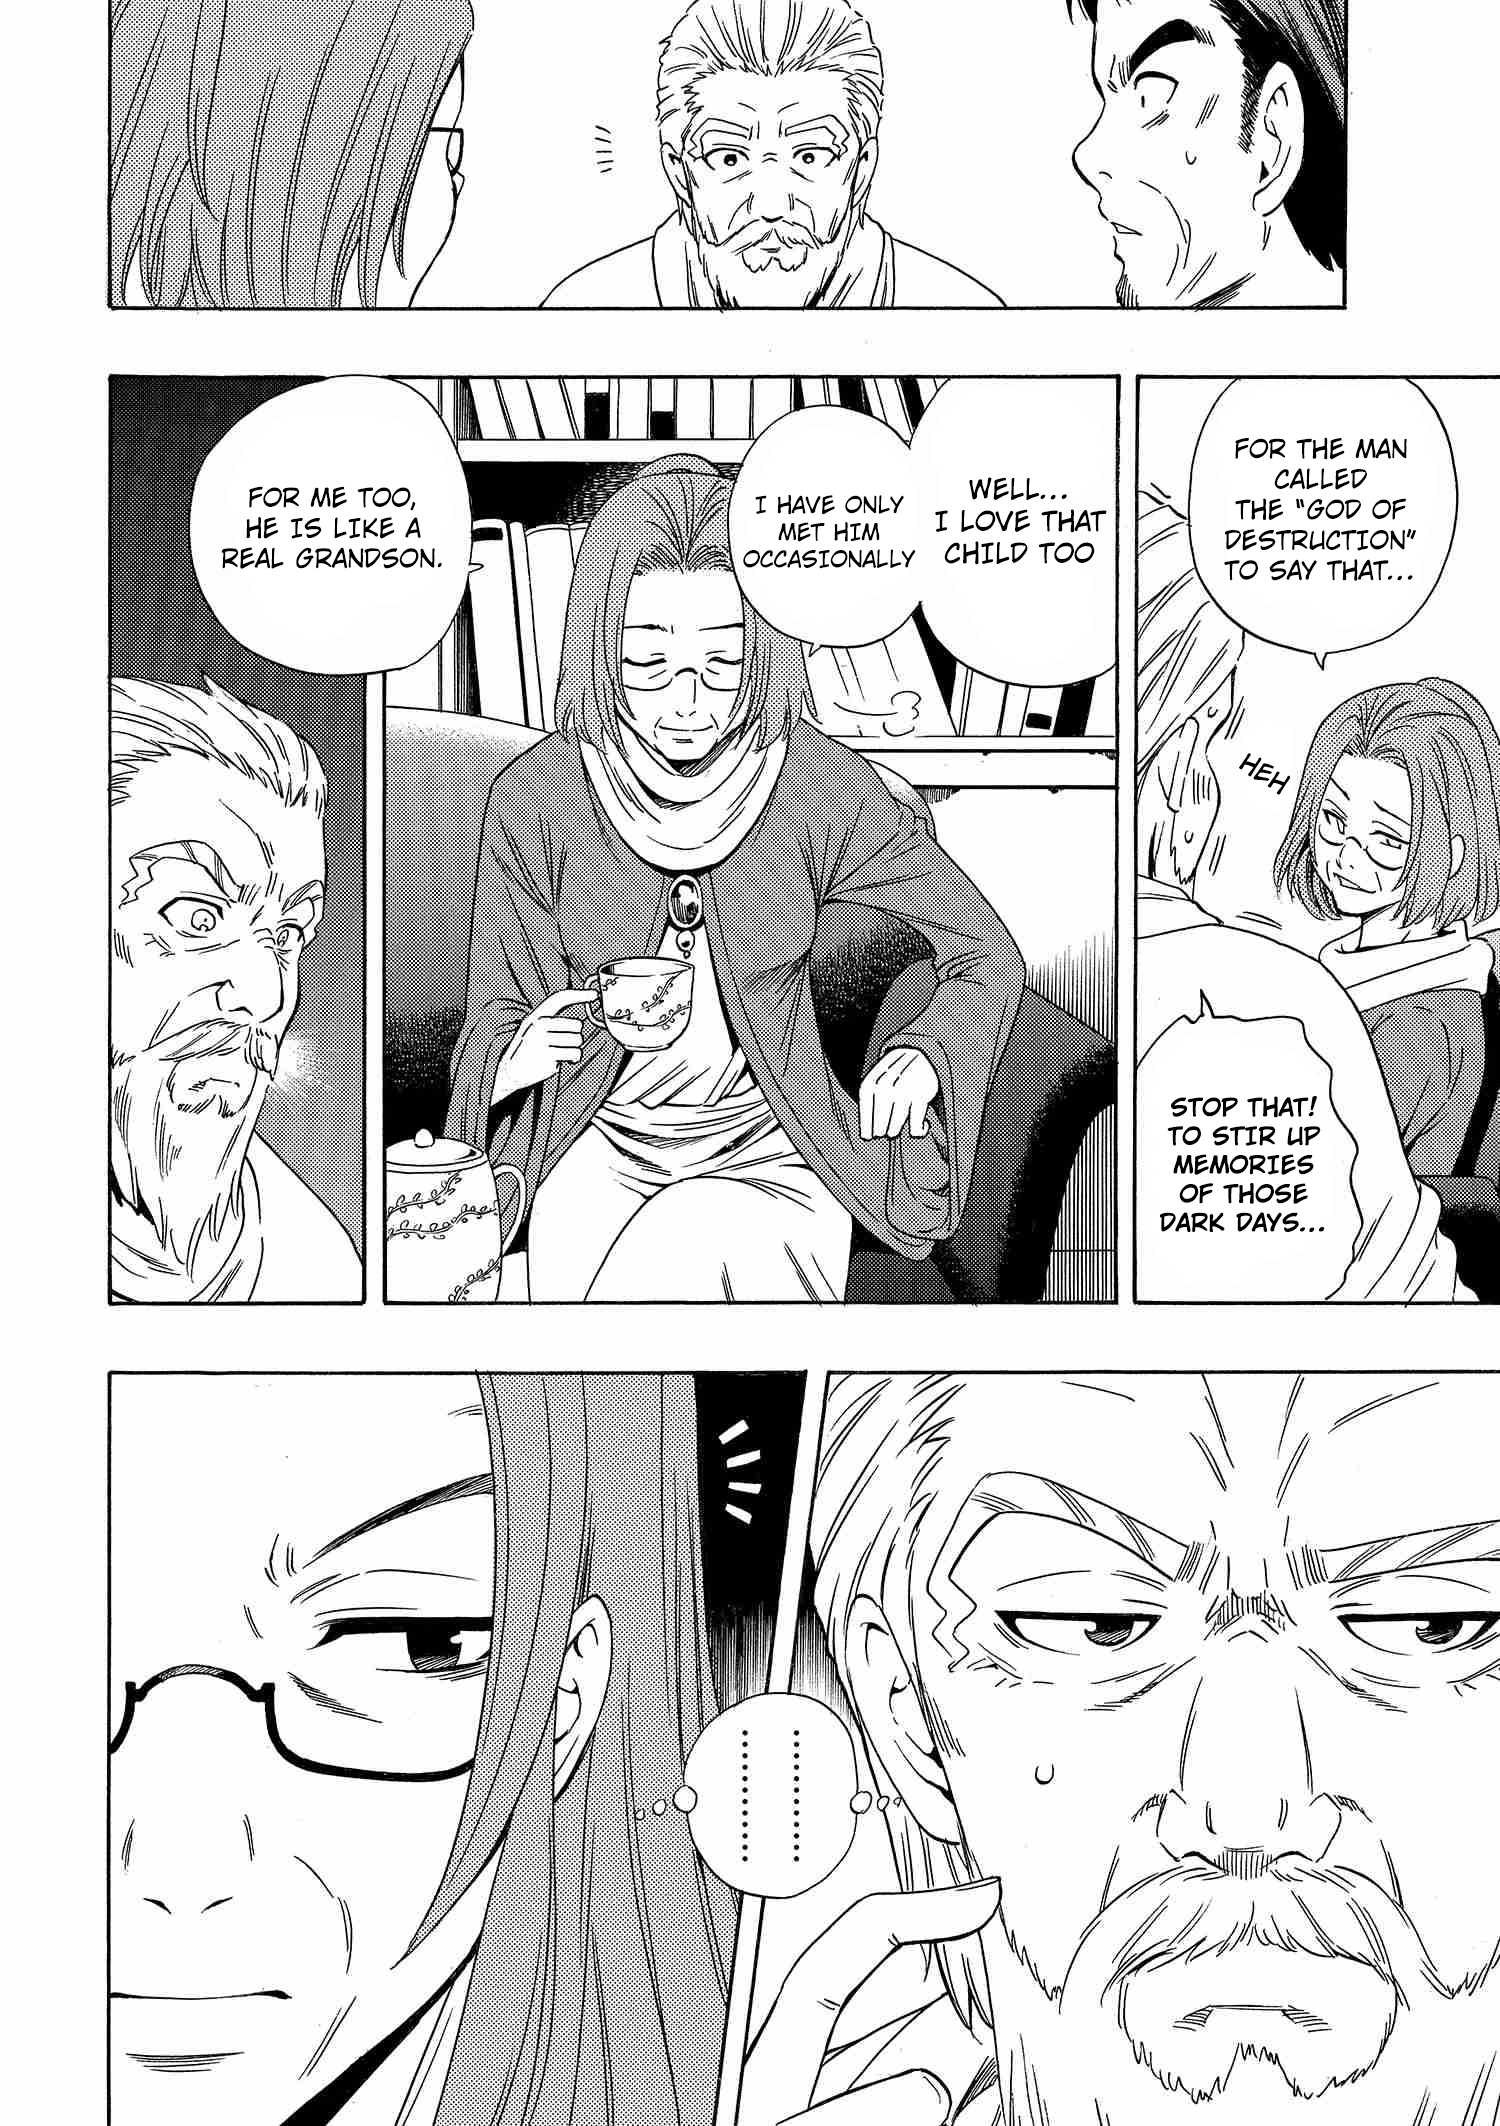 FOR THE MAN
CALLED
THE "GOD OF
DESTRUCTION"
TO SAY THAT...
HEH
STOP THAT!
TO STIR UP
MEMORIES
OF THOSE
DARK DAYS...
WELL...
I LOVE THAT
CHILD TOO
I HAVE ONLY
MET HIM
OCCASIONALLY
FOR ME TOO,
HE IS LIKE A
REAL GRANDSON.